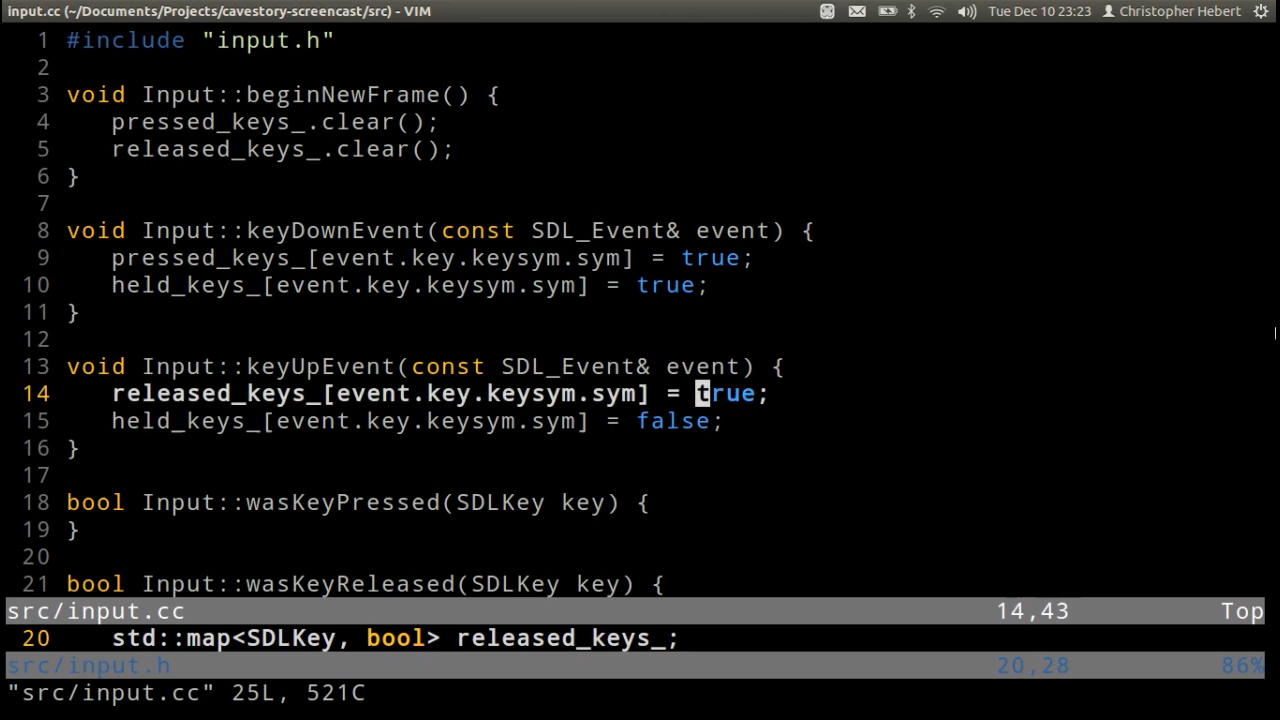 input.cc (~/Documents/Projects/cavestory-screencast/src) - VIM Tue Dec 10 23:23 Christopher Hebert
1 #include "input.h"
2
3 void Input::beginNewFrame() {
4    pressed_keys_.clear();
5    released_keys_.clear();
6 }
7
8 void Input::keyDownEvent(const SDL_Event& event) {
9    pressed_keys_[event.key.keysym.sym] = true;
10    held_keys_[event.key.keysym.sym] = true;
11 }
12
13 void Input::keyUpEvent(const SDL_Event& event) {
14    released_keys_[event.key.keysym.sym] = true;
15    held_keys_[event.key.keysym.sym] = false;
16 }
17
18 bool Input::wasKeyPressed(SDLKey key) {
19 }
20
21 bool Input::wasKeyReleased(SDLKey key) {
src/input.cc 14,43 Top
20    std::map<SDLKey, bool> released_keys_;
src/input.h 20,28 86%
"src/input.cc" 25L, 521C